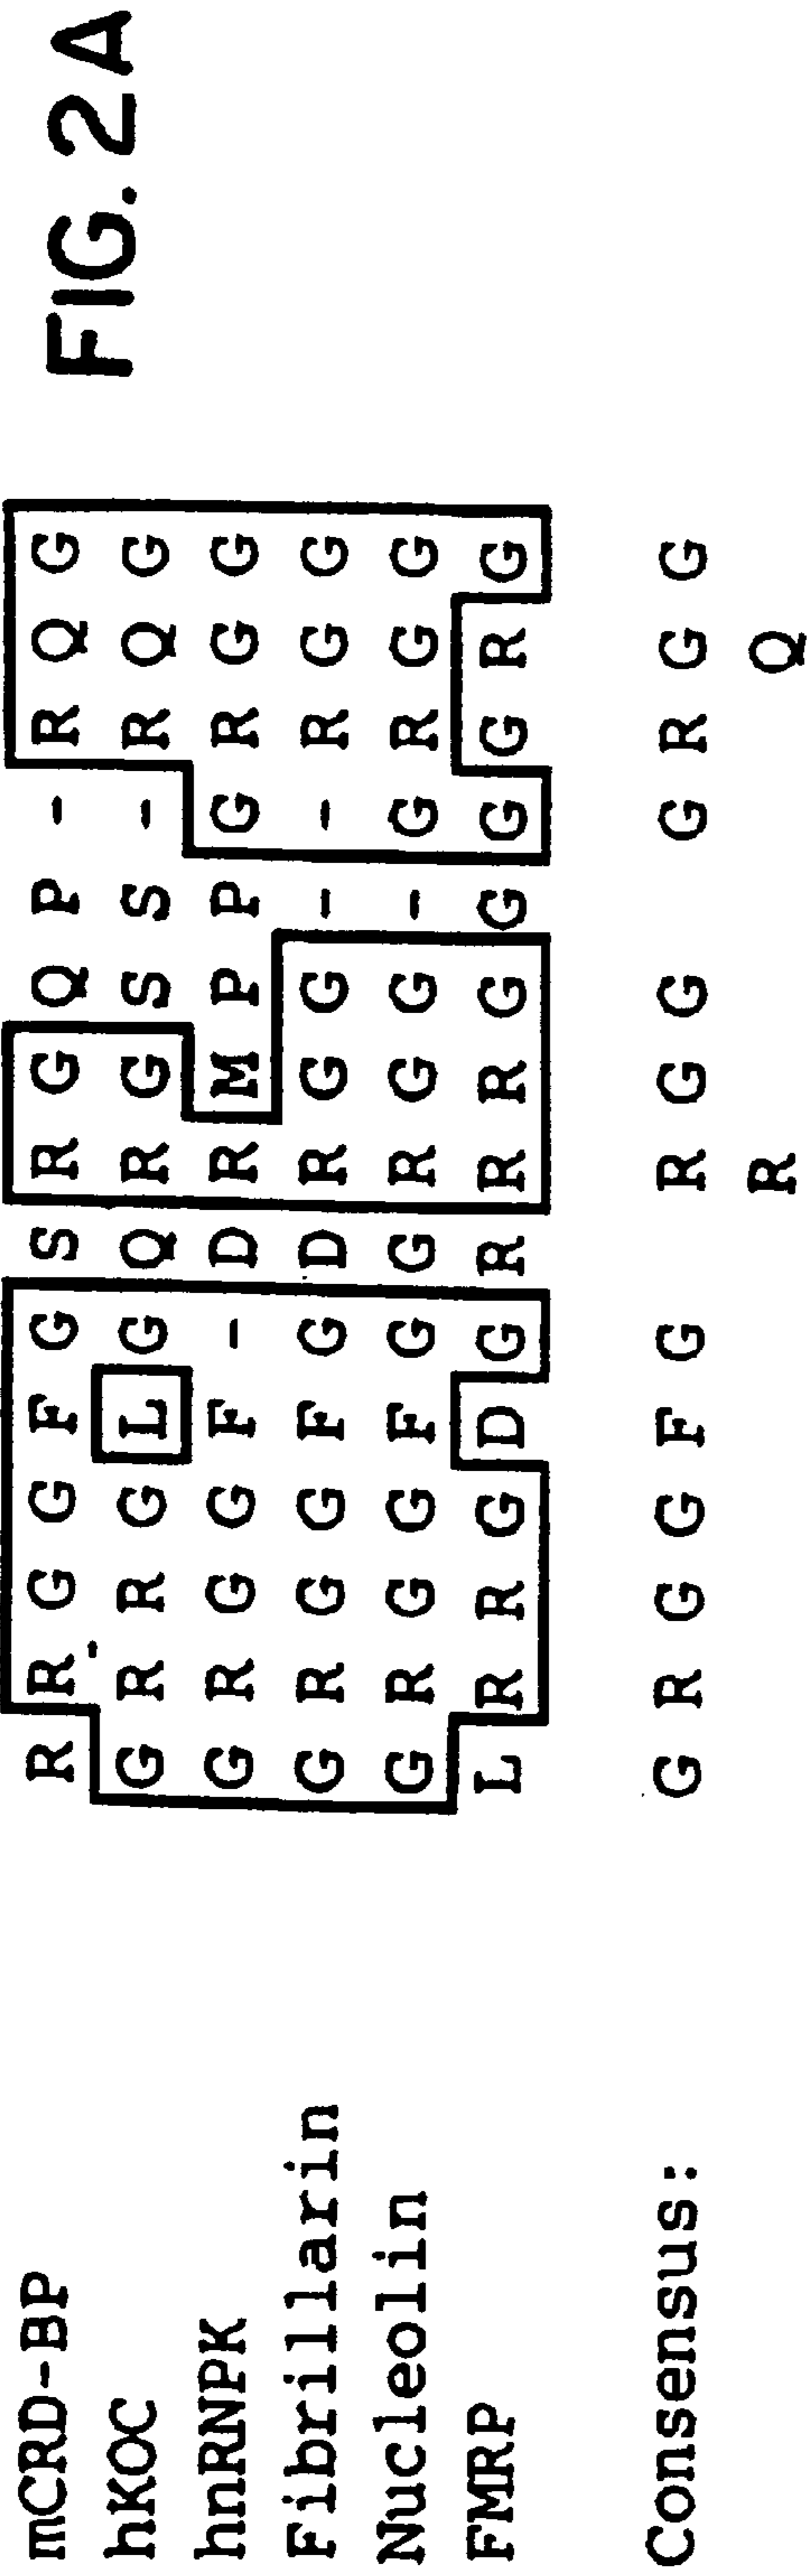 FIG. 2A
mCRD-BP R R G G F G S R G Q P - R Q G
hKOC G R R G L G Q R G S S - R Q G
hnRNPK G R G G F - D R M P P G R G G
Fibrillarin G R G G F G D R G G - - R G G
Nucleolin G R G G F G G R G G - G R G G
FMRP L R R G D G R R R G G G G R G
Consensus: G R G G F G R G G G R G G
R Q